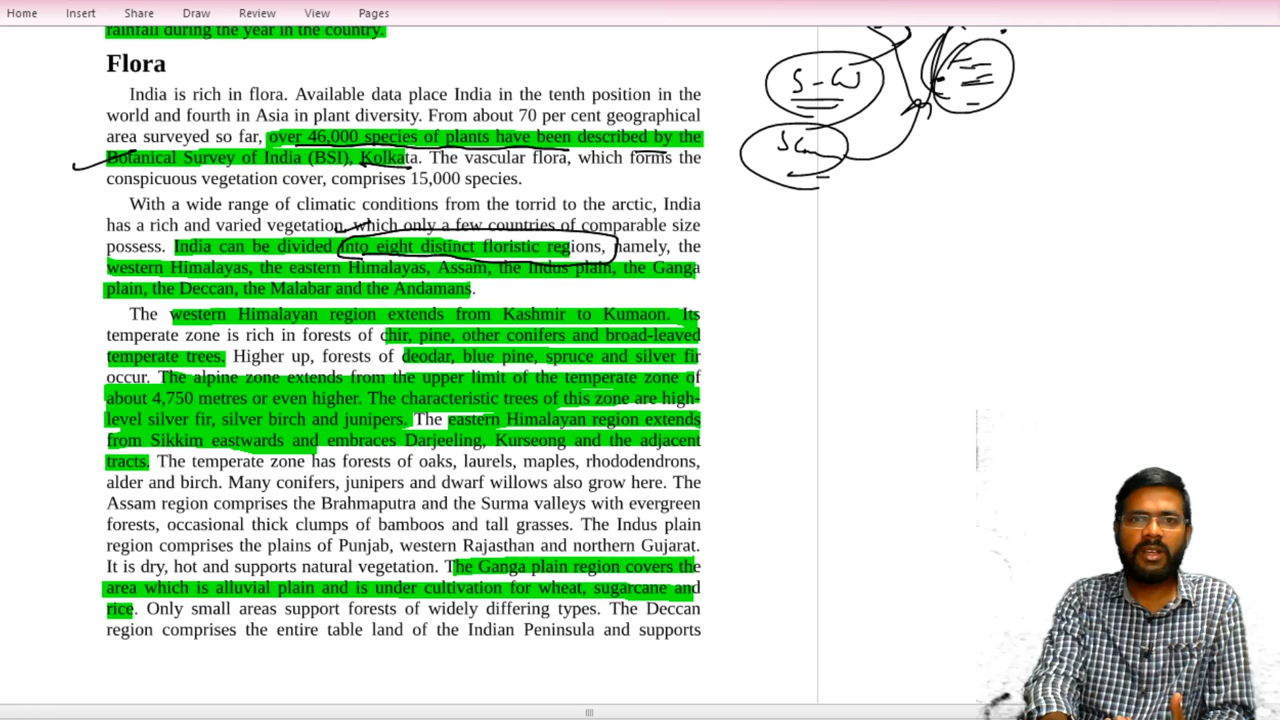 Home Insert Share Draw Review View Pages
rainfall during the year in the country.
Flora
India is rich in flora. Available data place India in the tenth position in the
world and fourth in Asia in plant diversity. From about 70 per cent geographical
area surveyed so far, over 46,000 species of plants have been described by the
Botanical Survey of India (BSI), Kolkata. The vascular flora, which forms the
conspicuous vegetation cover, comprises 15,000 species.
With a wide range of climatic conditions from the torrid to the arctic, India
has a rich and varied vegetation, which only a few countries of comparable size
possess. India can be divided into eight distinct floristic regions, namely, the
western Himalayas, the eastern Himalayas, Assam, the Indus plain, the Ganga
plain, the Deccan, the Malabar and the Andamans.
The western Himalayan region extends from Kashmir to Kumaon. Its
temperate zone is rich in forests of chir, pine, other conifers and broad-leaved
temperate trees. Higher up, forests of deodar, blue pine, spruce and silver fir
occur. The alpine zone extends from the upper limit of the temperate zone of
about 4,750 metres or even higher. The characteristic trees of this zone are high-
level silver fir, silver birch and junipers. The eastern Himalayan region extends
from Sikkim eastwards and embraces Darjeeling, Kurseong and the adjacent
tracts. The temperate zone has forests of oaks, laurels, maples, rhododendrons,
alder and birch. Many conifers, junipers and dwarf willows also grow here. The
Assam region comprises the Brahmaputra and the Surma valleys with evergreen
forests, occasional thick clumps of bamboos and tall grasses. The Indus plain
region comprises the plains of Punjab, western Rajasthan and northern Gujarat.
It is dry, hot and supports natural vegetation. The Ganga plain region covers the
area which is alluvial plain and is under cultivation for wheat, sugarcane and
rice. Only small areas support forests of widely differing types. The Deccan
region comprises the entire table land of the Indian Peninsula and supports
S-W